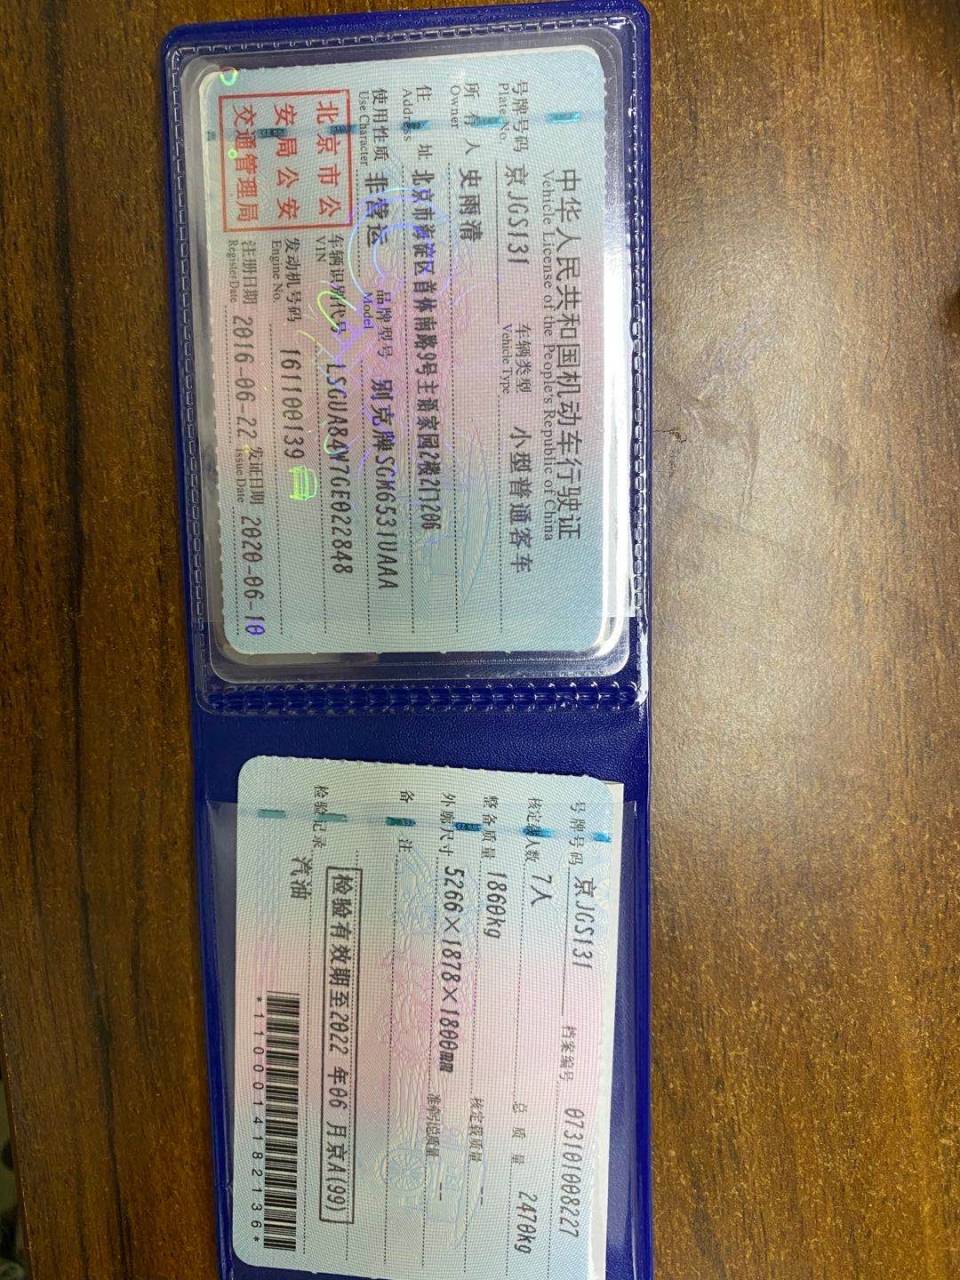 中华人民共和国机动车行驶证
Vehicle License of the People's Republic of China
号牌号码 京JGS131 车辆类型 小型普通客车
Plate No. Vehicle Type
所有人 史雨清
Owner
住址 北京市海淀区首体南路9号主语家园2楼2门1206
Address
使用性质 非营运 品牌型号 别克牌SGM6531UAAA
Use Character Model
北京市公安局公安交通管理局
车辆识别代号 LSGUA84W7GE022848
VIN
发动机号码 161100139
Engine No.
注册日期 2016-06-22 发证日期 2020-06-10
Register Date Issue Date
号牌号码 京JGS131 档案编号 073101008227
核定载人数 7人 总质量 2470kg
整备质量 1860kg 核定载质量 --
外廓尺寸 5266×1878×1800mm 准牵引总质量 --
备注
检验有效期至2022 年06 月京A(99)
检验记录
汽油
*1100014182136*